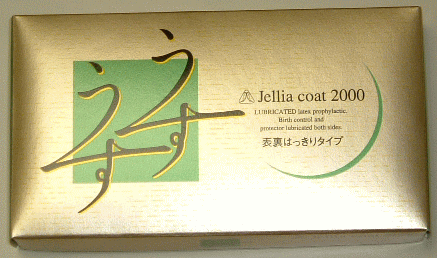 うすうす
Jellia coat 2000
LUBRICATED latex prophylactic.
Birth control and
protector lubricated both sides.
表裏はっきりタイプ